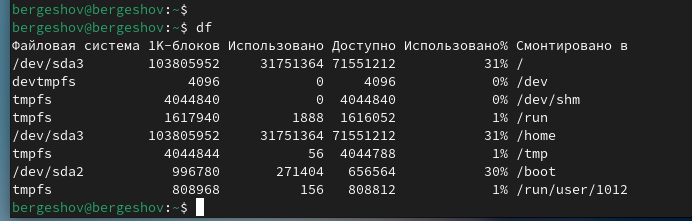 bergeshov@bergeshov:~$
bergeshov@bergeshov:~$ df
Файловая система 1K-блоков Использовано Доступно Использовано% Смонтировано в
/dev/sda3 103805952 31751364 71551212 31% /
devtmpfs 4096 0 4096 0% /dev
tmpfs 4044840 0 4044840 0% /dev/shm
tmpfs 1617940 1888 1616052 1% /run
/dev/sda3 103805952 31751364 71551212 31% /home
tmpfs 4044844 56 4044788 1% /tmp
/dev/sda2 996780 271404 656564 30% /boot
tmpfs 808968 156 808812 1% /run/user/1012
bergeshov@bergeshov:~$